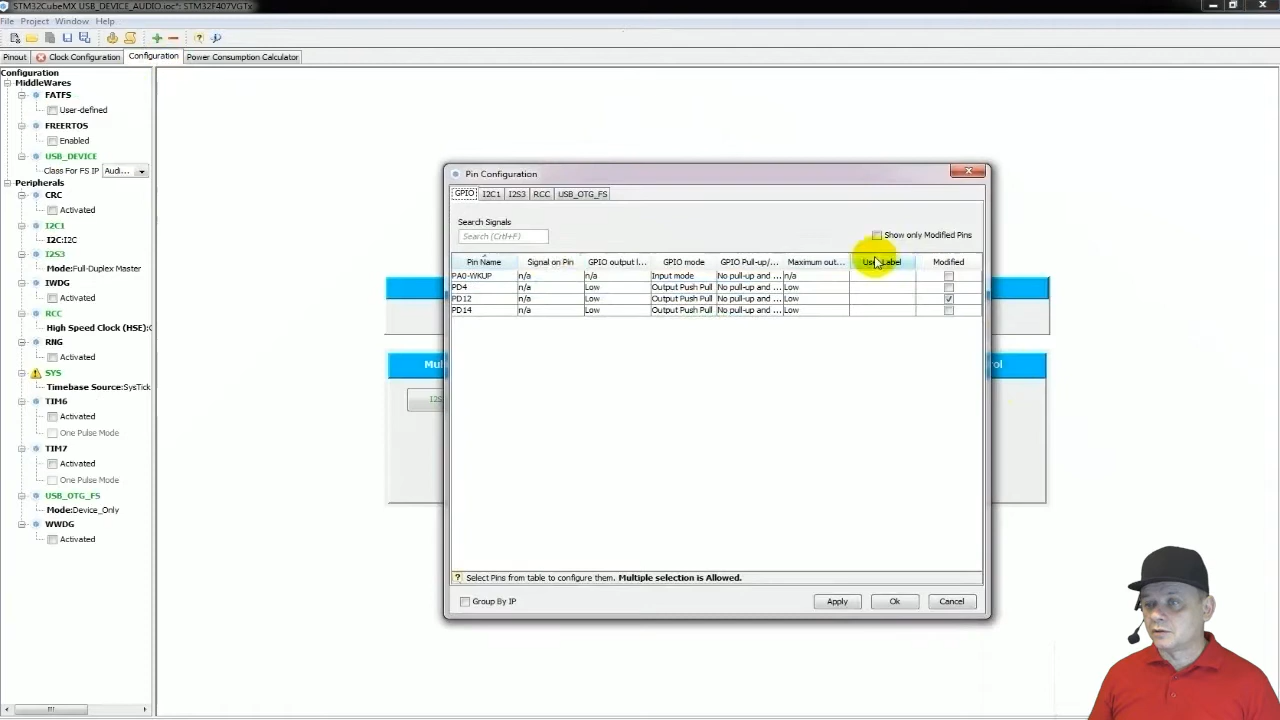 STM32CubeMX USB_DEVICE_AUDIO.ioc*: STM32F407VGTx
File Project Window Help
Pinout Clock Configuration Configuration Power Consumption Calculator
Configuration
MiddleWares
FATFS
User-defined
FREERTOS
Enabled
USB_DEVICE
Class For FS IP Audi...
Peripherals
CRC
Activated
I2C1
I2C:I2C
I2S3
Mode:Full-Duplex Master
IWDG
Activated
RCC
High Speed Clock (HSE):
RNG
Activated
SYS
Timebase Source:SysTick
TIM6
Activated
One Pulse Mode
TIM7
Activated
One Pulse Mode
USB_OTG_FS
Mode:Device_Only
WWDG
Activated
Pin Configuration
GPIO I2C1 I2S3 RCC USB_OTG_FS
Search Signals
Search (Crtl+F)
Show only Modified Pins
Pin Name Signal on Pin GPIO output l... GPIO mode GPIO Pull-up/... Maximum out... User Label Modified
PA0-WKUP n/a n/a Input mode No pull-up and ... n/a
PD4 n/a Low Output Push Pull No pull-up and ... Low
PD12 n/a Low Output Push Pull No pull-up and ... Low
PD14 n/a Low Output Push Pull No pull-up and ... Low
? Select Pins from table to configure them. Multiple selection is Allowed.
Group By IP
Apply Ok Cancel